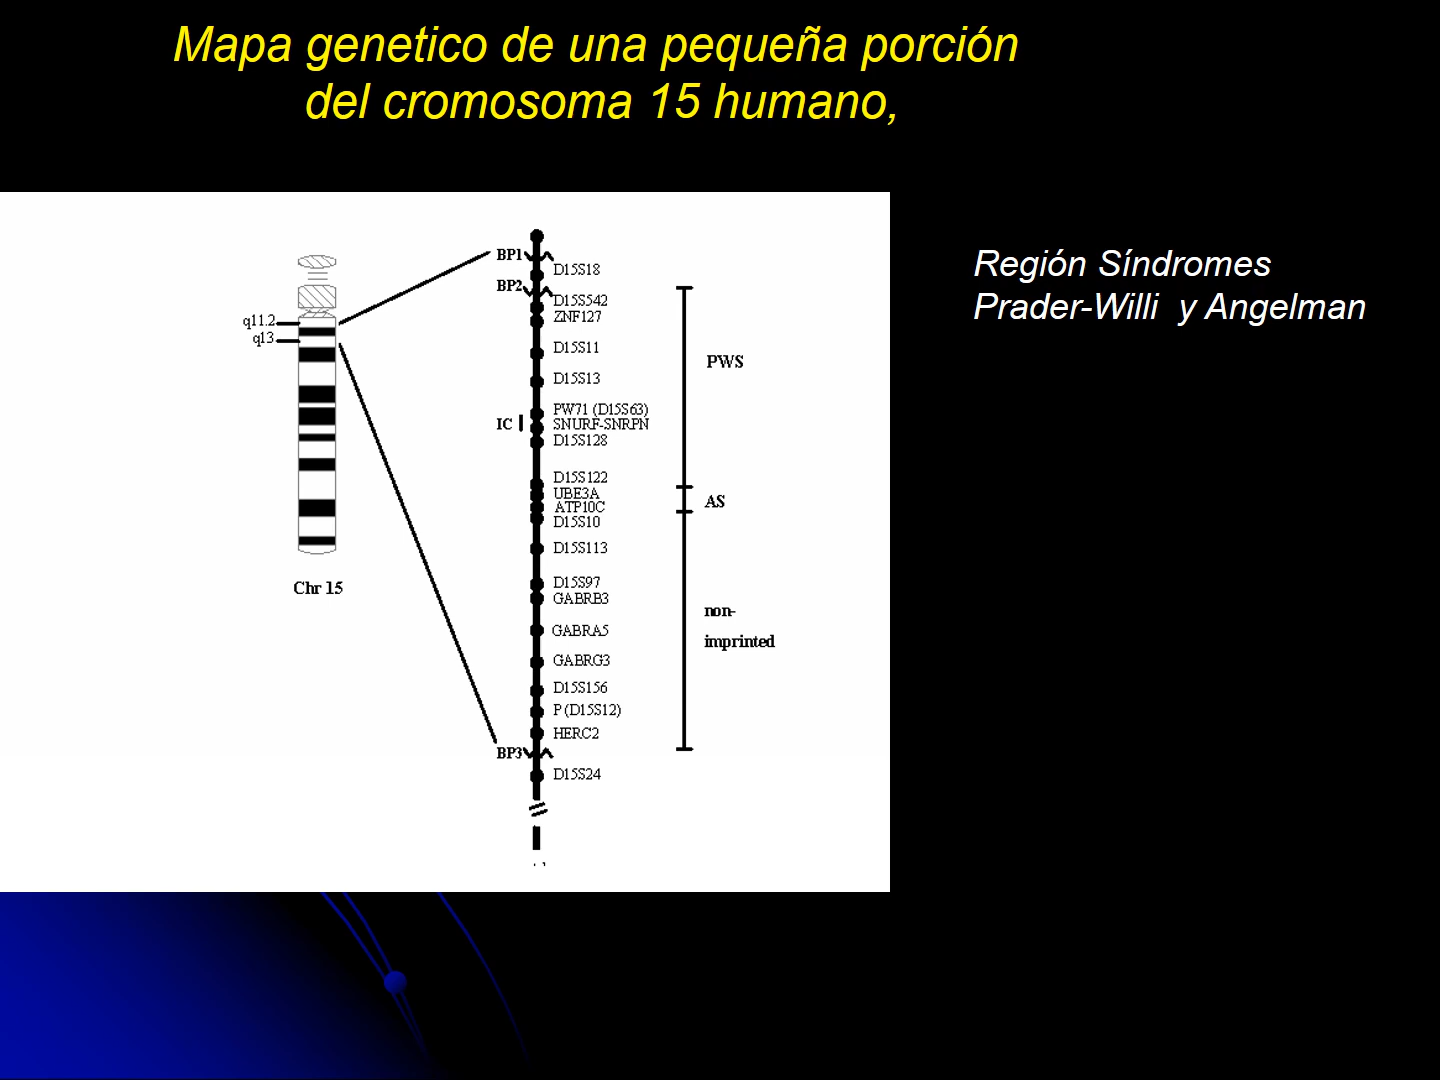 Mapa genetico de una pequeña porción
del cromosoma 15 humano,
Región Síndromes
Prader-Willi y Angelman
q11.2
q13
Chr 15
BP1
D15S18
BP2
D15S542
ZNF127
D15S11
D15S13
PW71 (D15S63)
IC
SNURF-SNRPN
D15S128
D15S122
UBE3A
ATP10C
D15S10
D15S113
D15S97
GABRB3
GABRA5
GABRG3
D15S156
P (D15S12)
HERC2
BP3
D15S24
PWS
AS
non-
imprinted